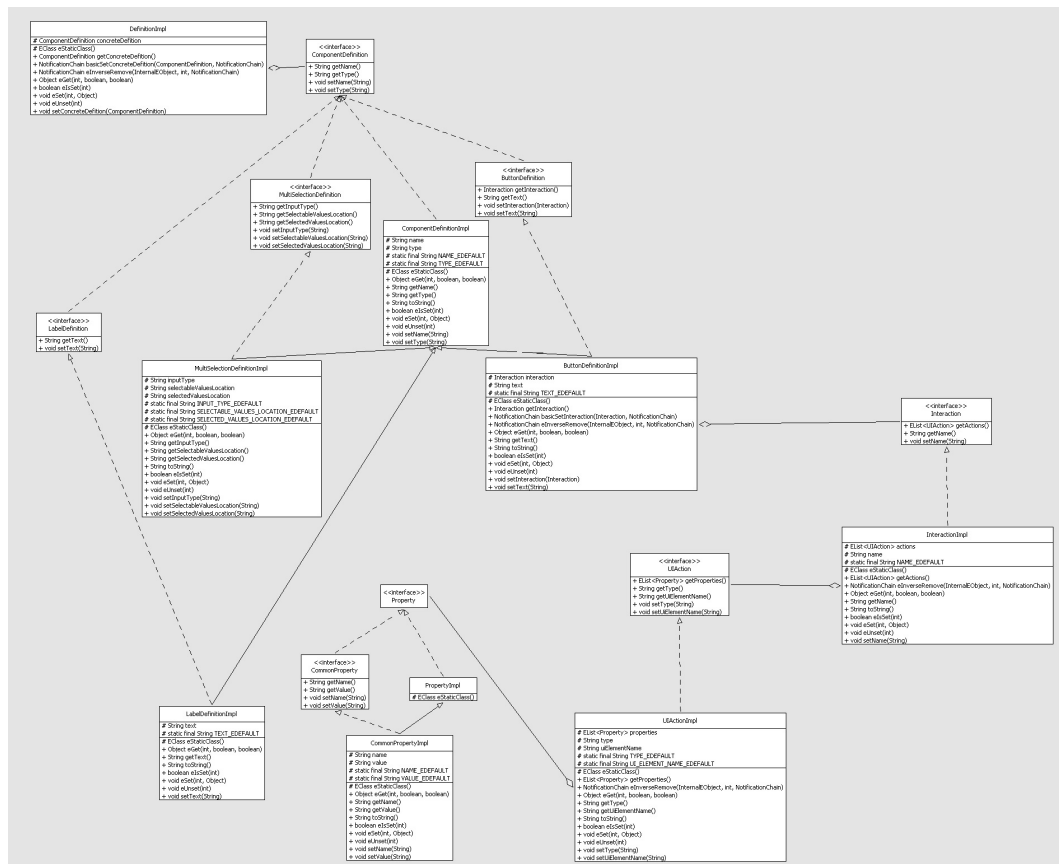 DefinitionImpl
# ComponentDefinition concreteDefition
# EClass eStaticClass()
+ ComponentDefinition getConcreteDefition()
+ NotificationChain basicSetConcreteDefition(ComponentDefinition, NotificationChain)
+ NotificationChain eInverseRemove(InternalEObject, int, NotificationChain)
+ Object eGet(int, boolean, boolean)
+ boolean eIsSet(int)
+ void eSet(int, Object)
+ void eUnset(int)
+ void setConcreteDefition(ComponentDefinition)
<<interface>>
ComponentDefinition
+ String getName()
+ String getType()
+ void setName(String)
+ void setType(String)
<<interface>>
MultiSelectionDefinition
+ String getInputType()
+ String getSelectableValuesLocation()
+ String getSelectedValuesLocation()
+ void setInputType(String)
+ void setSelectableValuesLocation(String)
+ void setSelectedValuesLocation(String)
<<interface>>
ButtonDefinition
+ Interaction getInteraction()
+ String getText()
+ void setInteraction(Interaction)
+ void setText(String)
ComponentDefinitionImpl
# String name
# String type
# static final String NAME_EDEFAULT
# static final String TYPE_EDEFAULT
# EClass eStaticClass()
+ Object eGet(int, boolean, boolean)
+ String getName()
+ String getType()
+ String toString()
+ boolean eIsSet(int)
+ void eSet(int, Object)
+ void eUnset(int)
+ void setName(String)
+ void setType(String)
<<interface>>
LabelDefinition
+ String getText()
+ void setText(String)
MultiSelectionDefinitionImpl
# String inputType
# String selectableValuesLocation
# String selectedValuesLocation
# static final String INPUT_TYPE_EDEFAULT
# static final String SELECTABLE_VALUES_LOCATION_EDEFAULT
# static final String SELECTED_VALUES_LOCATION_EDEFAULT
# EClass eStaticClass()
+ Object eGet(int, boolean, boolean)
+ String getInputType()
+ String getSelectableValuesLocation()
+ String getSelectedValuesLocation()
+ String toString()
+ boolean eIsSet(int)
+ void eSet(int, Object)
+ void eUnset(int)
+ void setInputType(String)
+ void setSelectableValuesLocation(String)
+ void setSelectedValuesLocation(String)
ButtonDefinitionImpl
# Interaction interaction
# String text
# static final String TEXT_EDEFAULT
# EClass eStaticClass()
+ Interaction getInteraction()
+ NotificationChain basicSetInteraction(Interaction, NotificationChain)
+ NotificationChain eInverseRemove(InternalEObject, int, NotificationChain)
+ Object eGet(int, boolean, boolean)
+ String getText()
+ String toString()
+ boolean eIsSet(int)
+ void eSet(int, Object)
+ void eUnset(int)
+ void setInteraction(Interaction)
+ void setText(String)
<<interface>>
Interaction
+ EList<UIAction> getActions()
+ String getName()
+ void setName(String)
InteractionImpl
# EList<UIAction> actions
# String name
# static final String NAME_EDEFAULT
# EClass eStaticClass()
+ EList<UIAction> getActions()
+ NotificationChain eInverseRemove(InternalEObject, int, NotificationChain)
+ Object eGet(int, boolean, boolean)
+ String getName()
+ String toString()
+ boolean eIsSet(int)
+ void eSet(int, Object)
+ void eUnset(int)
+ void setName(String)
<<interface>>
UIAction
+ EList<Property> getProperties()
+ String getType()
+ String getUiElementName()
+ void setType(String)
+ void setUiElementName(String)
<<interface>>
Property
<<interface>>
CommonProperty
+ String getName()
+ String getValue()
+ void setName(String)
+ void setValue(String)
PropertyImpl
# EClass eStaticClass()
LabelDefinitionImpl
# String text
# static final String TEXT_EDEFAULT
# EClass eStaticClass()
+ Object eGet(int, boolean, boolean)
+ String getText()
+ String toString()
+ boolean eIsSet(int)
+ void eSet(int, Object)
+ void eUnset(int)
+ void setText(String)
CommonPropertyImpl
# String name
# String value
# static final String NAME_EDEFAULT
# static final String VALUE_EDEFAULT
# EClass eStaticClass()
+ Object eGet(int, boolean, boolean)
+ String getName()
+ String getValue()
+ String toString()
+ boolean eIsSet(int)
+ void eSet(int, Object)
+ void eUnset(int)
+ void setName(String)
+ void setValue(String)
UIActionImpl
# EList<Property> properties
# String type
# String uiElementName
# static final String TYPE_EDEFAULT
# static final String UI_ELEMENT_NAME_EDEFAULT
# EClass eStaticClass()
+ EList<Property> getProperties()
+ NotificationChain eInverseRemove(InternalEObject, int, NotificationChain)
+ Object eGet(int, boolean, boolean)
+ String getType()
+ String getUiElementName()
+ String toString()
+ boolean eIsSet(int)
+ void eSet(int, Object)
+ void eUnset(int)
+ void setType(String)
+ void setUiElementName(String)